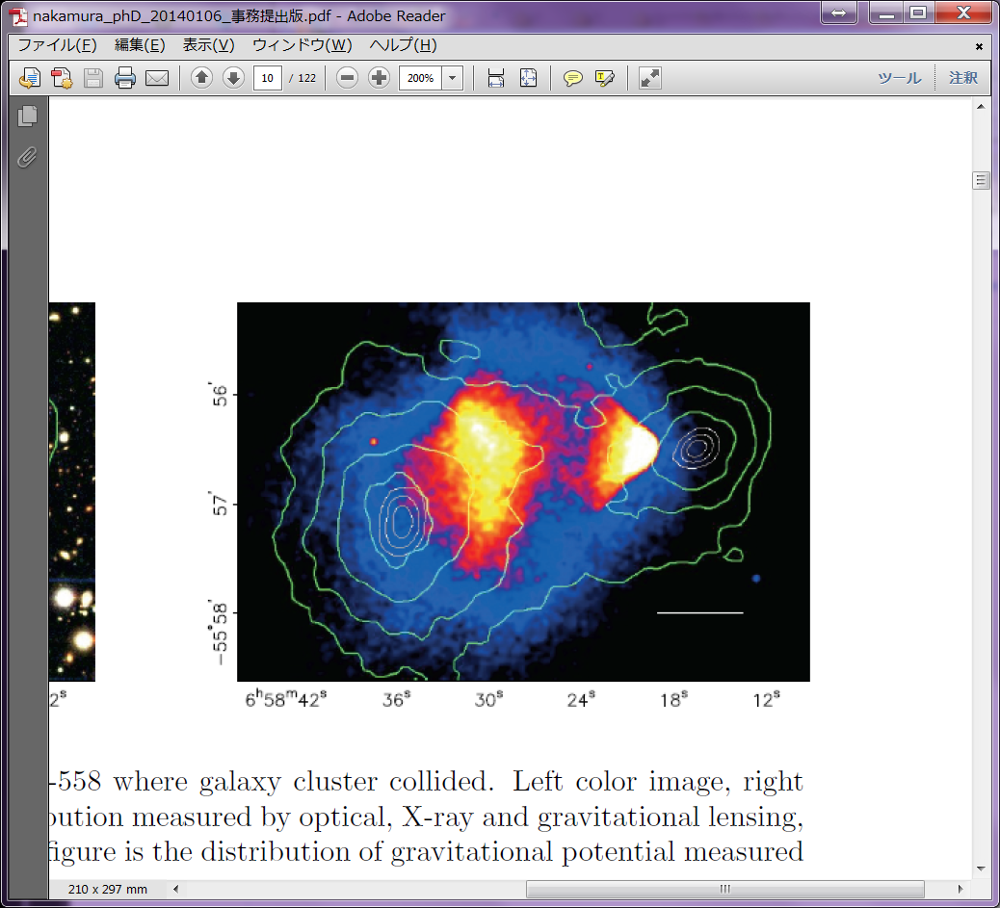 nakamura_phD_20140106_事務提出版.pdf - Adobe Reader
ファイル(F) 編集(E) 表示(V) ウィンドウ(W) ヘルプ(H)
10 / 122 200% ツール 注釈
56'
57'
−55°58'
2s 6h58m42s 36s 30s 24s 18s 12s
-558 where galaxy cluster collided. Left color image, right
bution measured by optical, X-ray and gravitational lensing,
figure is the distribution of gravitational potential measured
210 x 297 mm